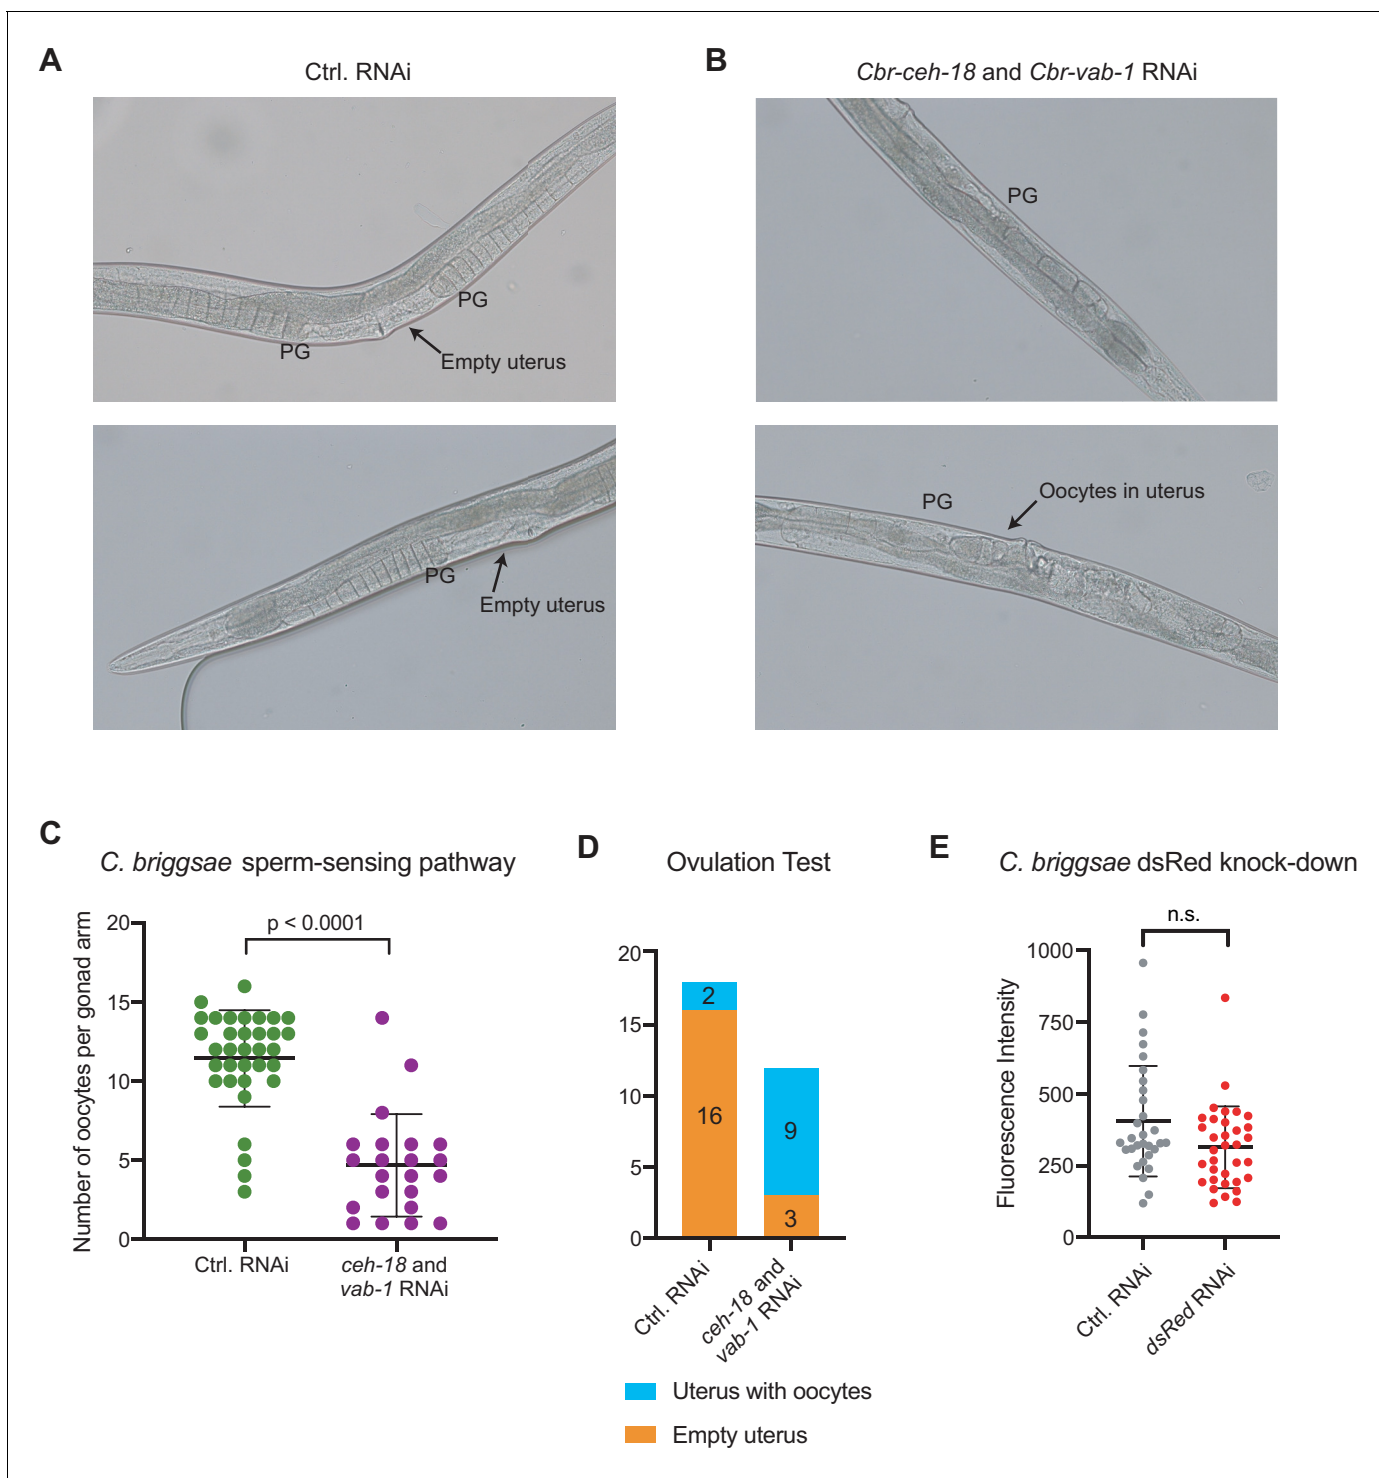 A
Ctrl. RNAi
PG
PG
Empty uterus
PG
Empty uterus
B
Cbr-ceh-18 and Cbr-vab-1 RNAi
PG
PG
Oocytes in uterus
C
C. briggsae sperm-sensing pathway
p < 0.0001
Number of oocytes per gonad arm
20
15
10
5
0
Ctrl. RNAi
ceh-18 and
vab-1 RNAi
D
Ovulation Test
20
15
10
5
0
2
16
9
3
Ctrl. RNAi
ceh-18 and
vab-1 RNAi
Uterus with oocytes
Empty uterus
E
C. briggsae dsRed knock-down
n.s.
Fluorescence Intensity
1000
750
500
250
0
Ctrl. RNAi
dsRed RNAi